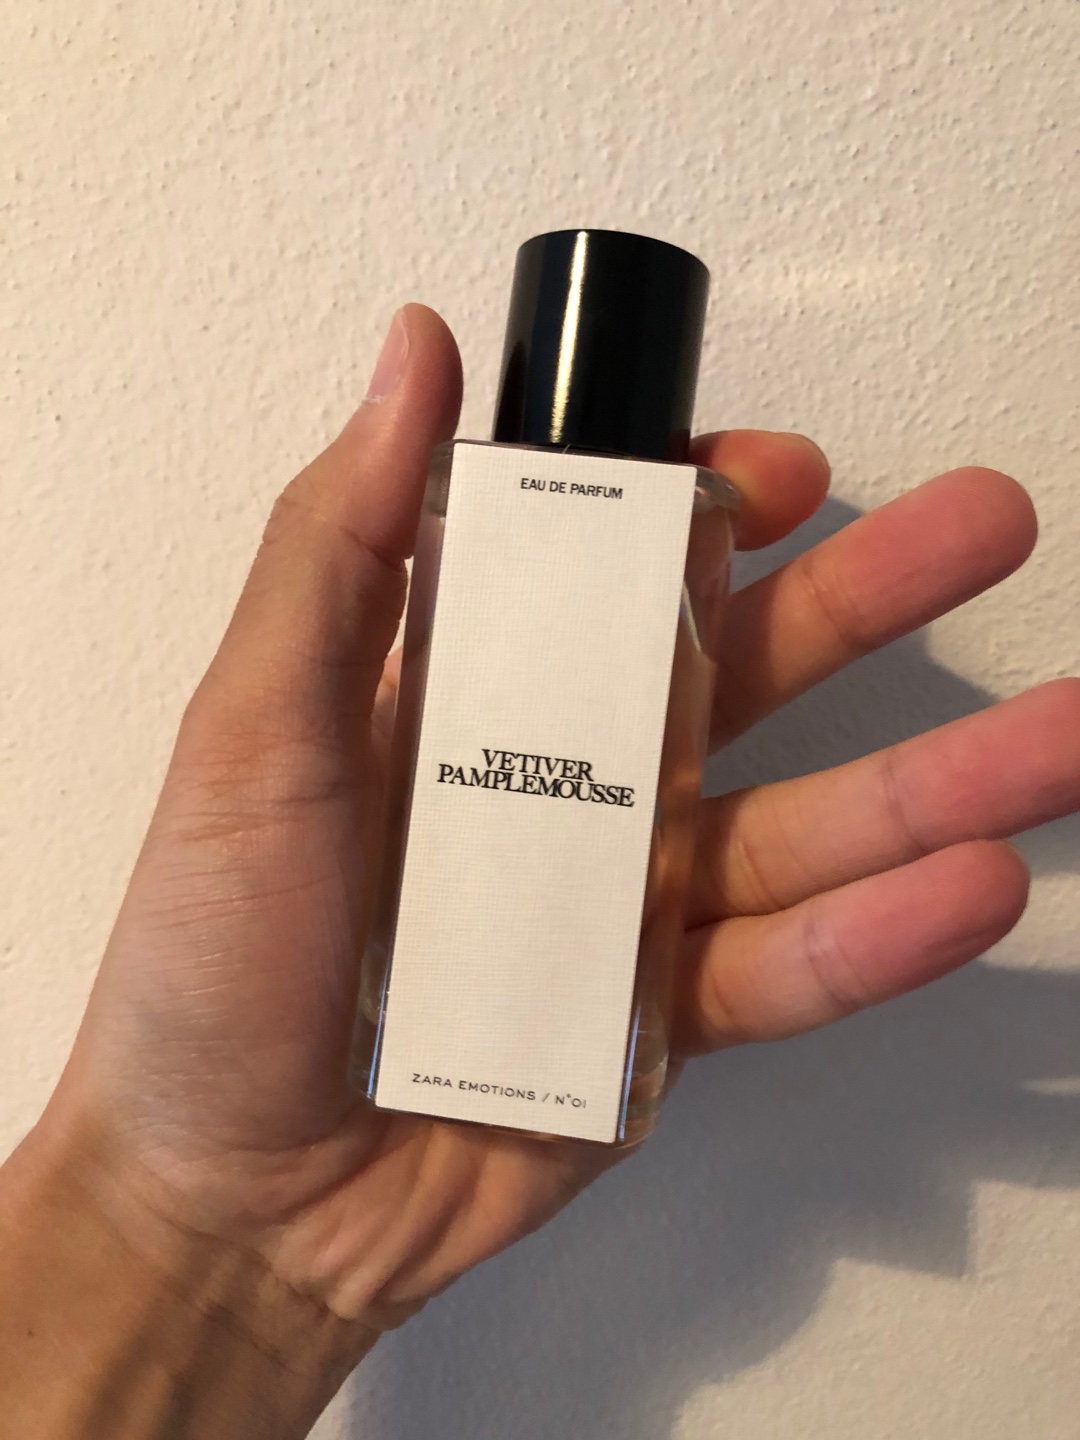 EAU DE PARFUM
VETIVER
PAMPLEMOUSSE
ZARA EMOTIONS / N°01